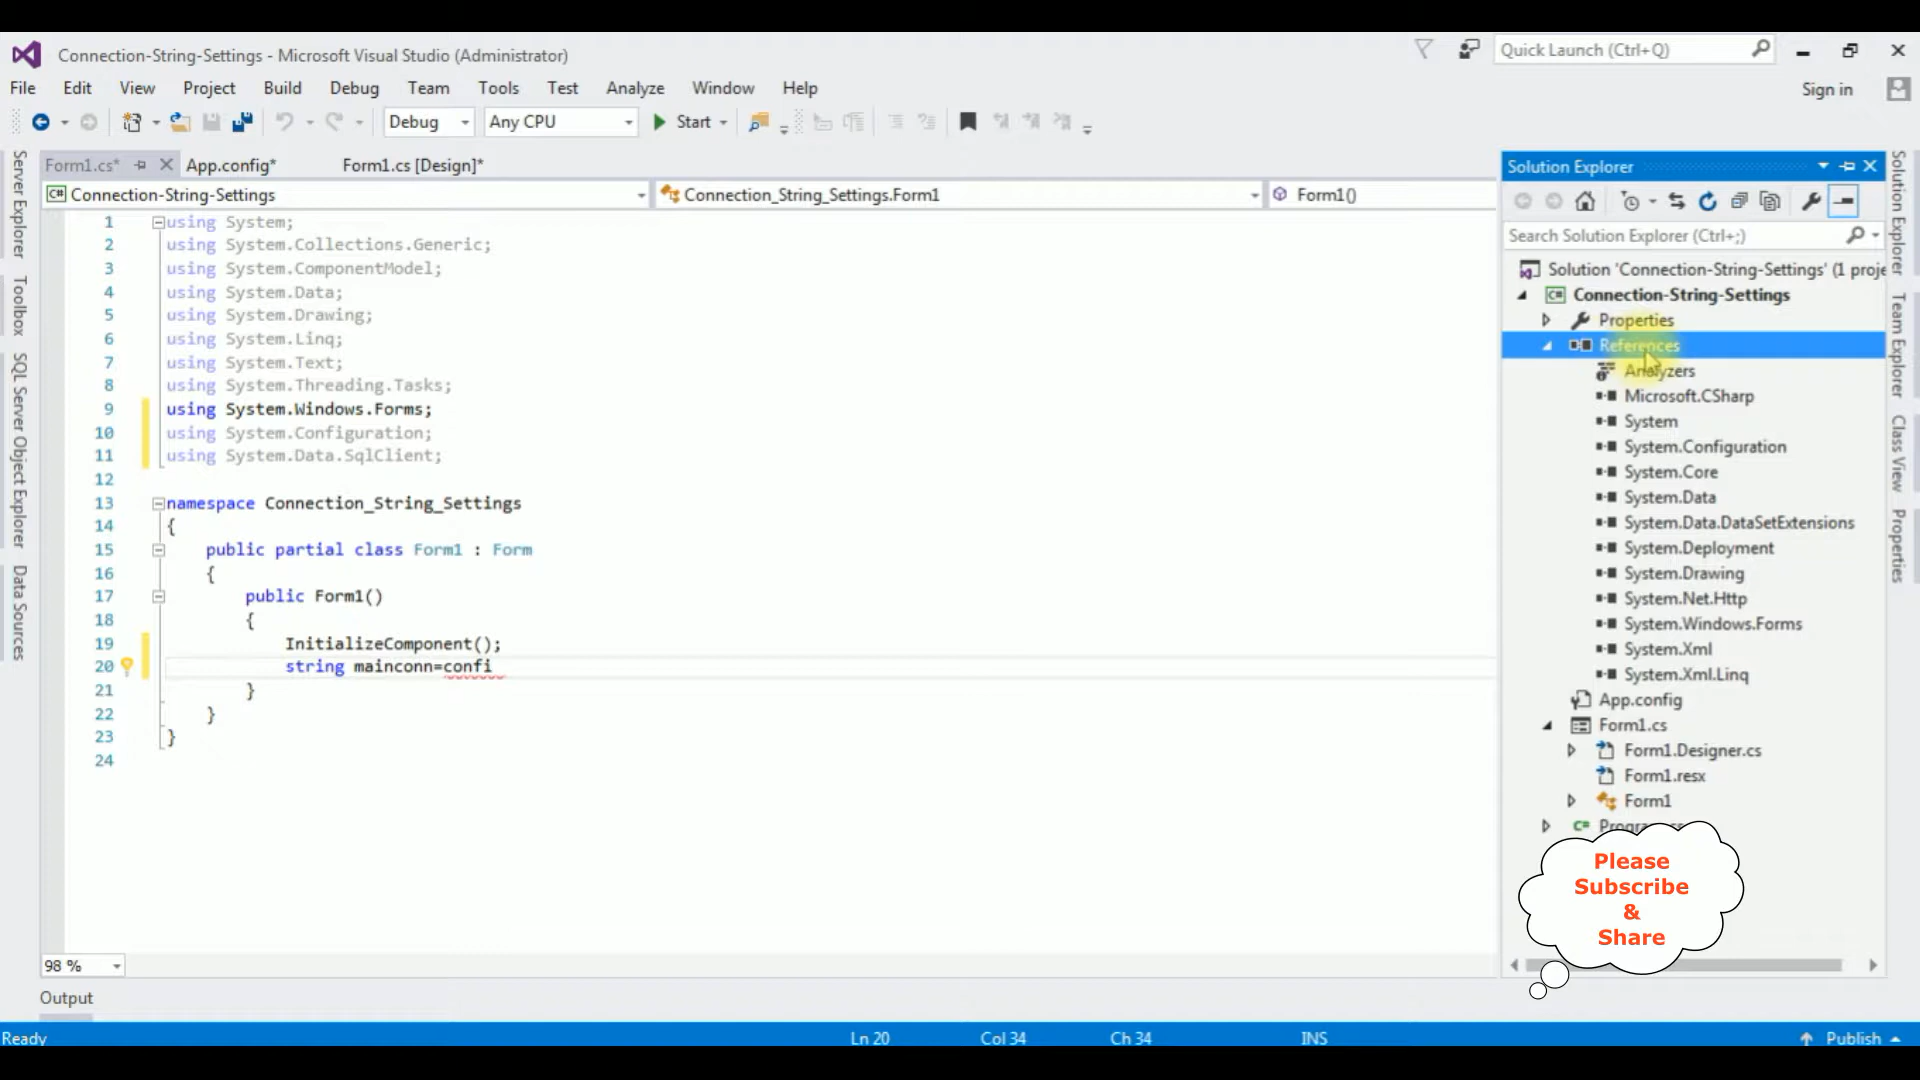 Connection-String-Settings - Microsoft Visual Studio (Administrator)
Quick Launch (Ctrl+Q)
File Edit View Project Build Debug Team Tools Test Analyze Window Help
Sign in
Debug Any CPU Start
Form1.cs* App.config* Form1.cs [Design]*
Connection-String-Settings Connection_String_Settings.Form1 Form1()
Server Explorer
Toolbox
SQL Server Object Explorer
Data Sources
1 using System;
2 using System.Collections.Generic;
3 using System.ComponentModel;
4 using System.Data;
5 using System.Drawing;
6 using System.Linq;
7 using System.Text;
8 using System.Threading.Tasks;
9 using System.Windows.Forms;
10 using System.Configuration;
11 using System.Data.SqlClient;
12
13 namespace Connection_String_Settings
14 {
15 public partial class Form1 : Form
16 {
17 public Form1()
18 {
19 InitializeComponent();
20 string mainconn=confi
21 }
22 }
23 }
24
98 %
Output
Solution Explorer
Search Solution Explorer (Ctrl+;)
Solution 'Connection-String-Settings' (1 proje
C# Connection-String-Settings
Properties
References
Analyzers
Microsoft.CSharp
System
System.Configuration
System.Core
System.Data
System.Data.DataSetExtensions
System.Deployment
System.Drawing
System.Net.Http
System.Windows.Forms
System.Xml
System.Xml.Linq
App.config
Form1.cs
Form1.Designer.cs
Form1.resx
Form1
Please
Subscribe
&
Share
Solution Explorer
Team Explorer
Class View
Properties
Ready Ln 20 Col 34 Ch 34 INS Publish